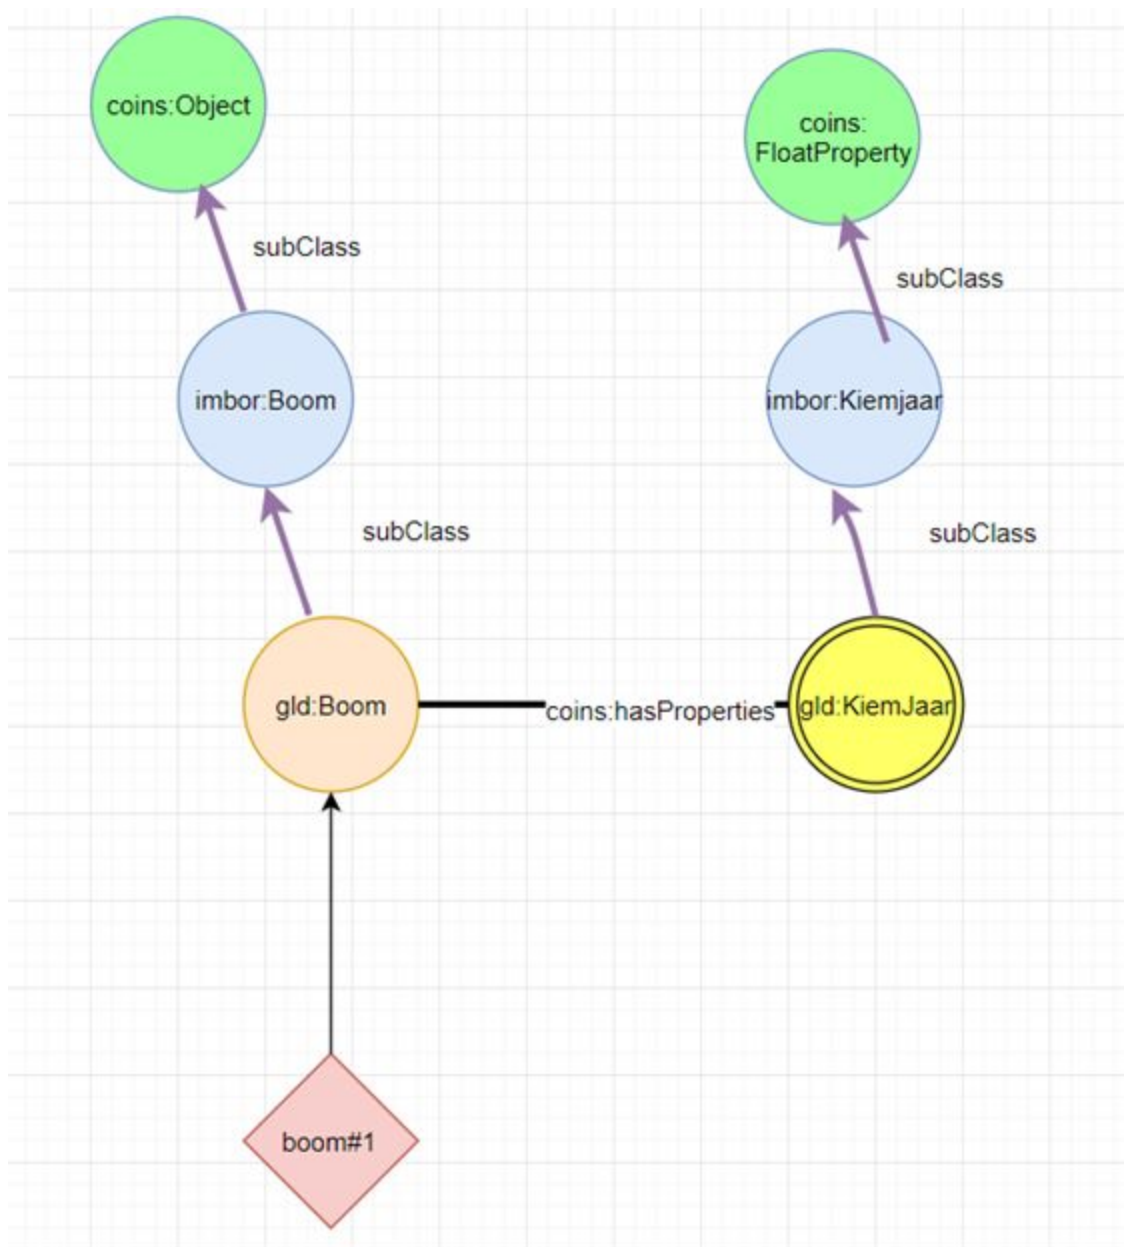 coins:Object
coins:
FloatProperty
subClass
subClass
imbor:Boom
imbor:Kiemjaar
subClass
subClass
gld:Boom
coins:hasProperties
gld:KiemJaar
boom#1